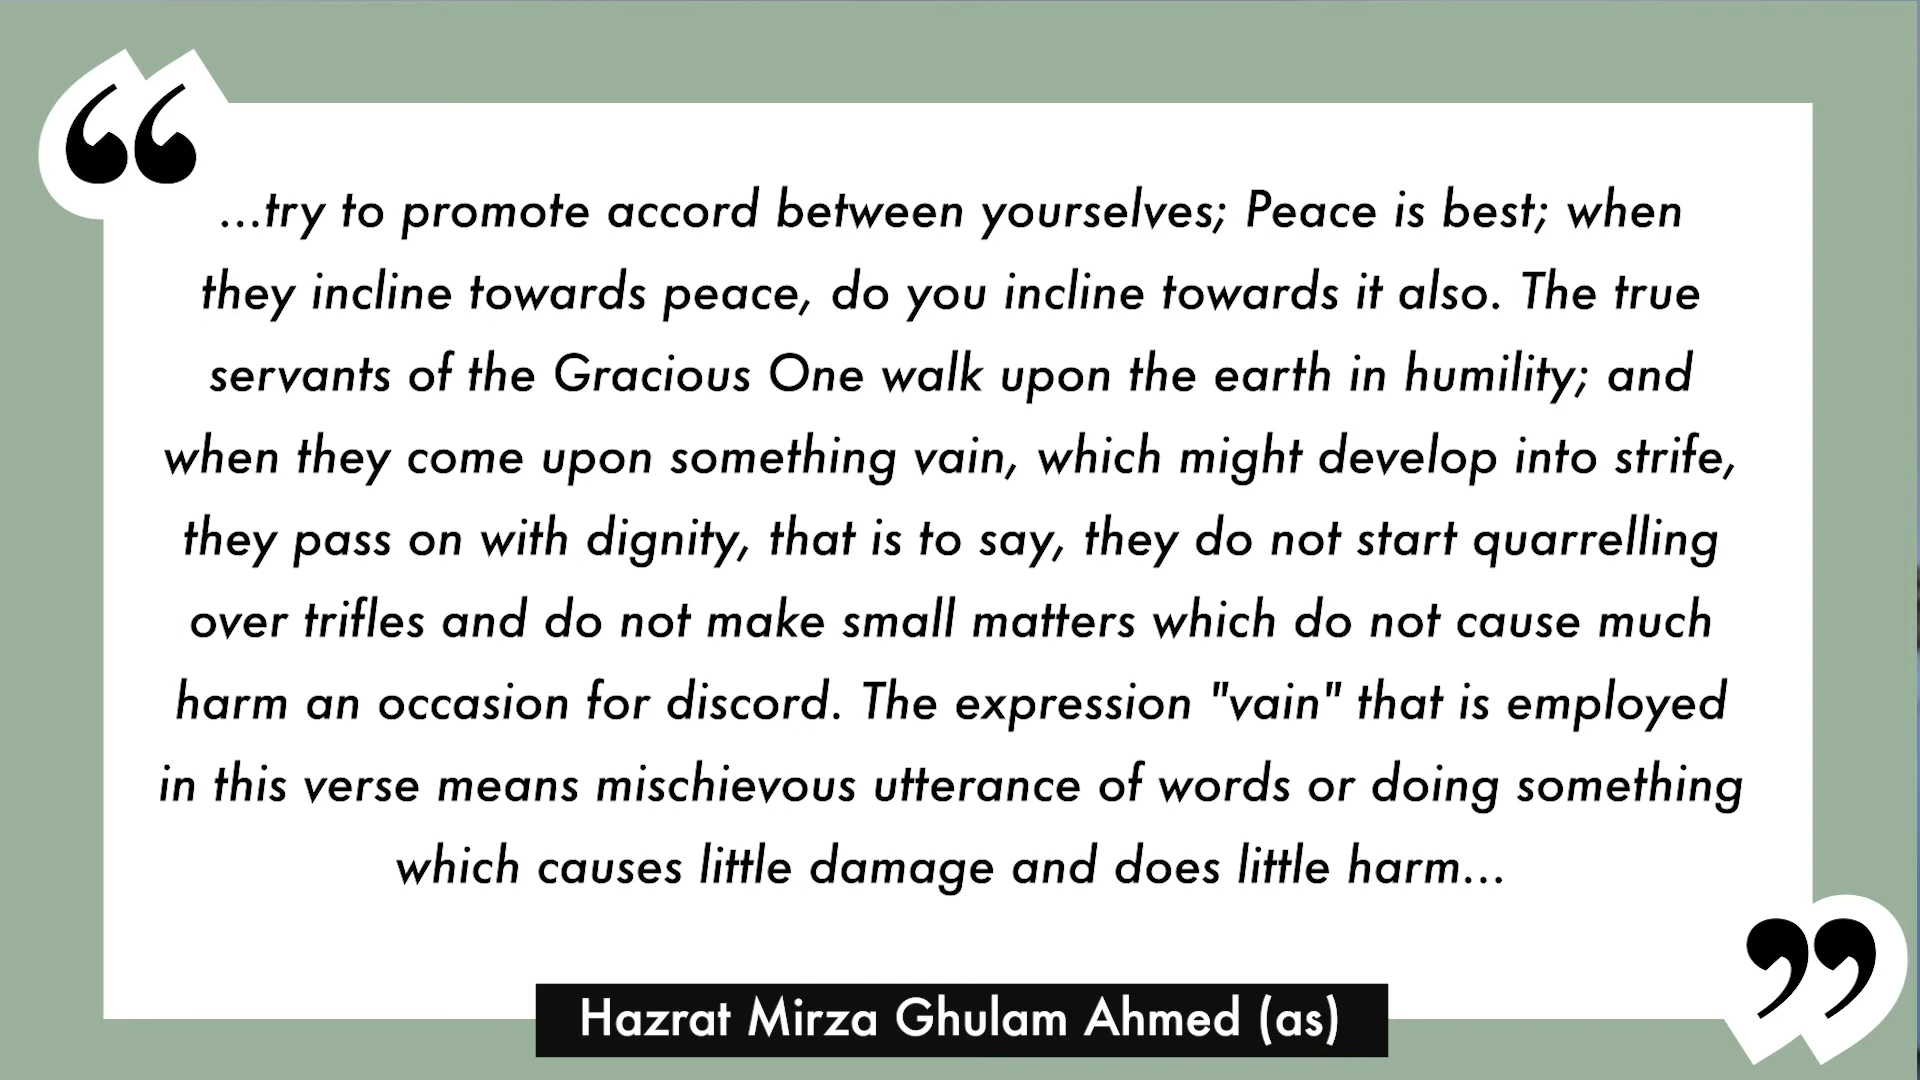 “
...try to promote accord between yourselves; Peace is best; when
they incline towards peace, do you incline towards it also. The true
servants of the Gracious One walk upon the earth in humility; and
when they come upon something vain, which might develop into strife,
they pass on with dignity, that is to say, they do not start quarrelling
over trifles and do not make small matters which do not cause much
harm an occasion for discord. The expression "vain" that is employed
in this verse means mischievous utterance of words or doing something
which causes little damage and does little harm...
”
Hazrat Mirza Ghulam Ahmed (as)